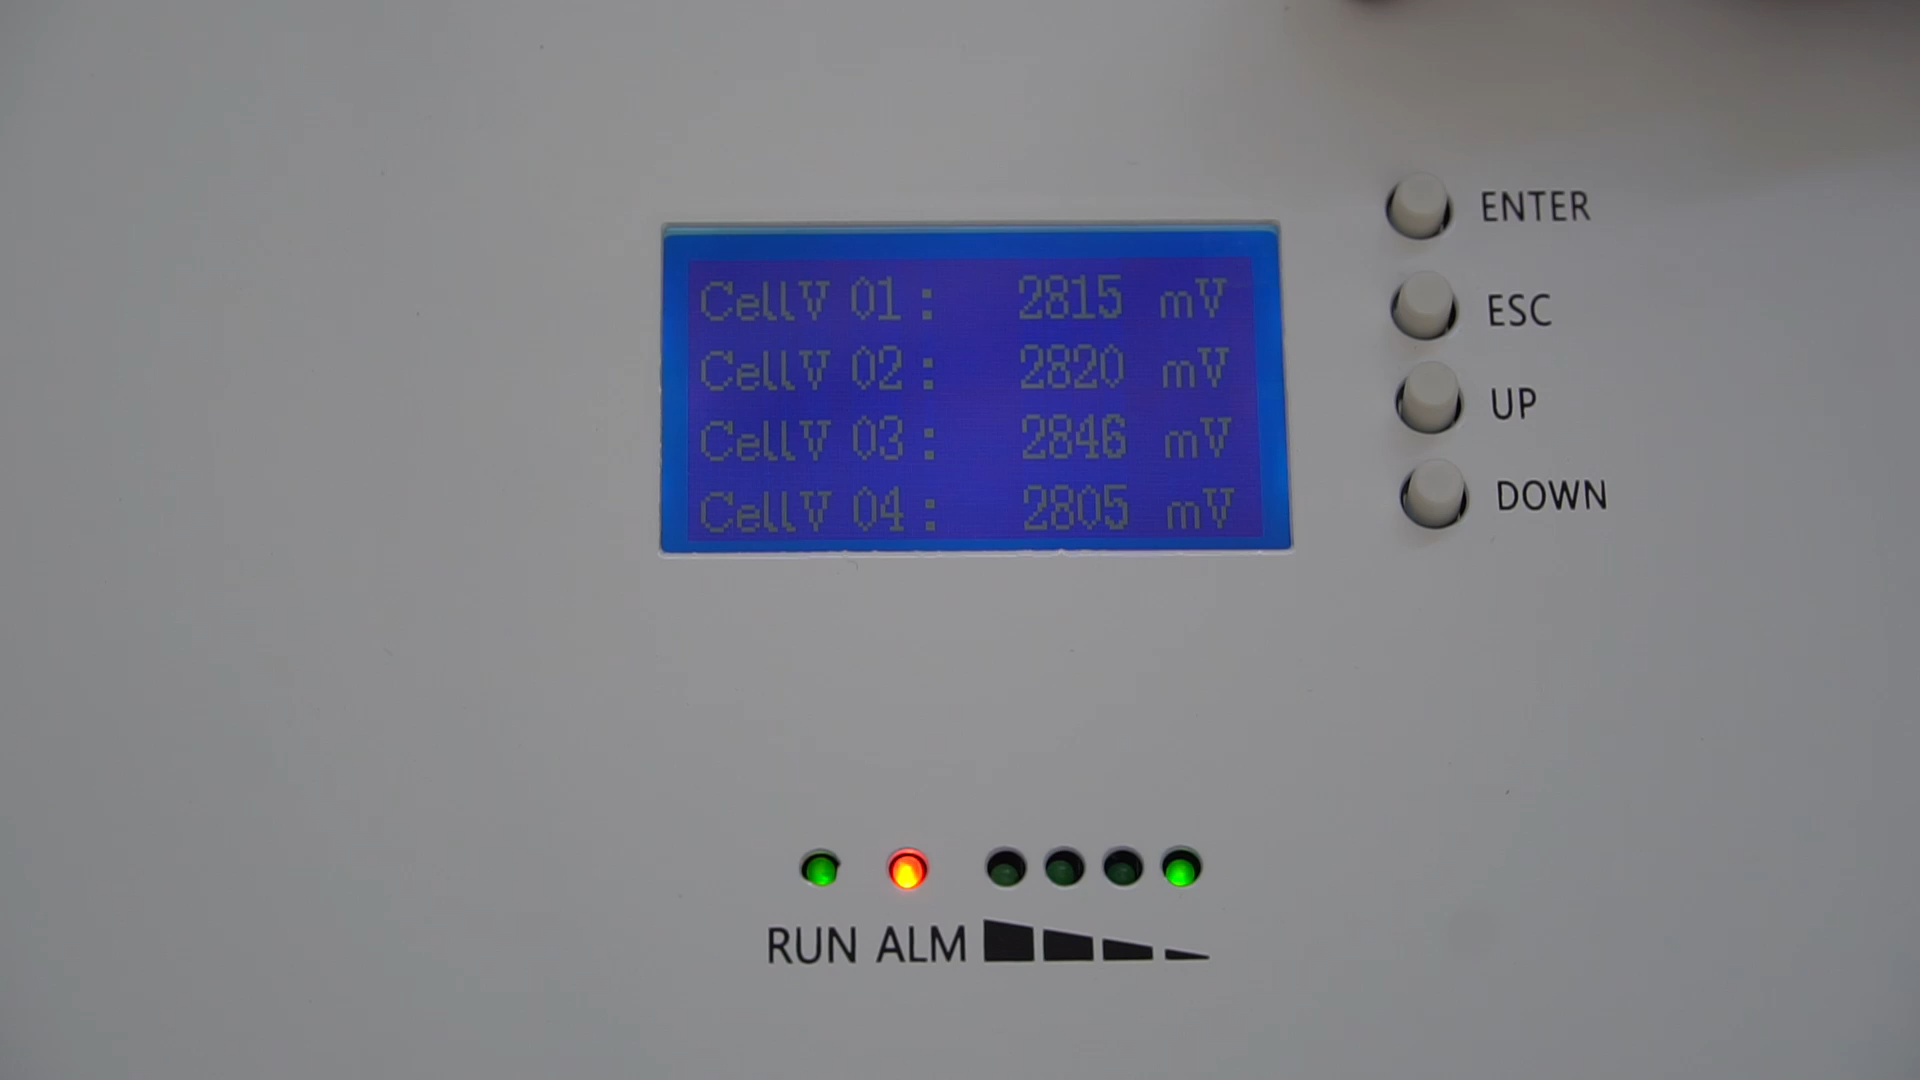 CellV 01: 2815 mV
CellV 02: 2820 mV
CellV 03: 2846 mV
CellV 04: 2805 mV
ENTER
ESC
UP
DOWN
RUN ALM